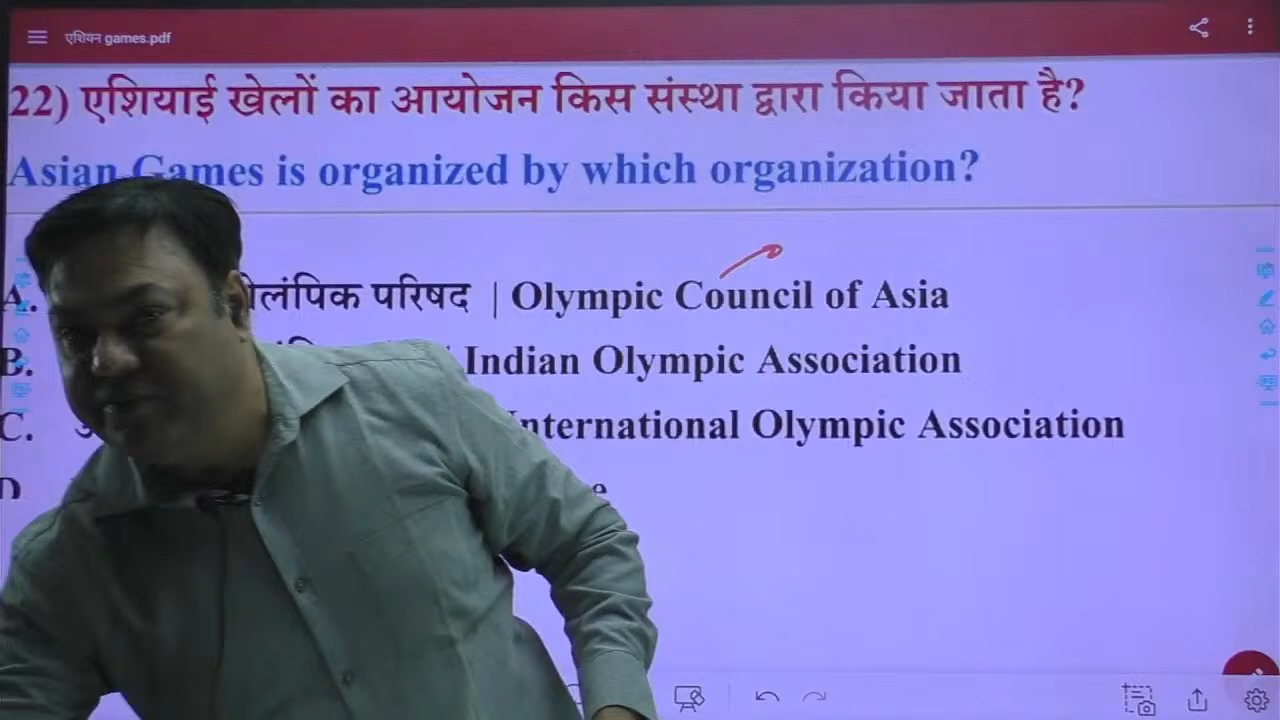 एशियन games.pdf
22) एशियाई खेलों का आयोजन किस संस्था द्वारा किया जाता है?
Asian Games is organized by which organization?
A. परिषद | Olympic Council of Asia
B. Indian Olympic Association
C. International Olympic Association
D